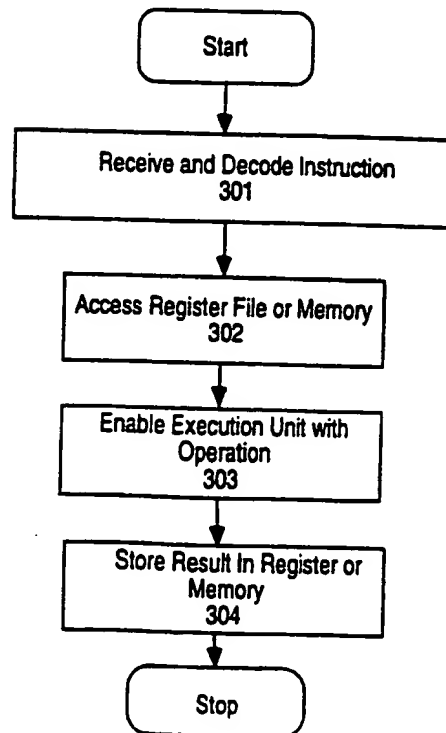 Start
Receive and Decode Instruction
301
Access Register File or Memory
302
Enable Execution Unit with
Operation
303
Store Result In Register or
Memory
304
Stop